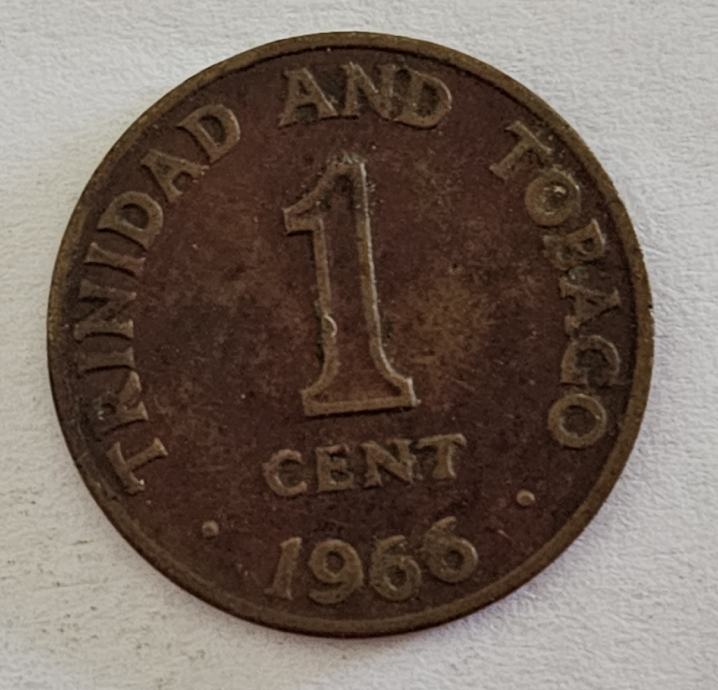 TRINIDAD AND TOBAGO
1
CENT
1966